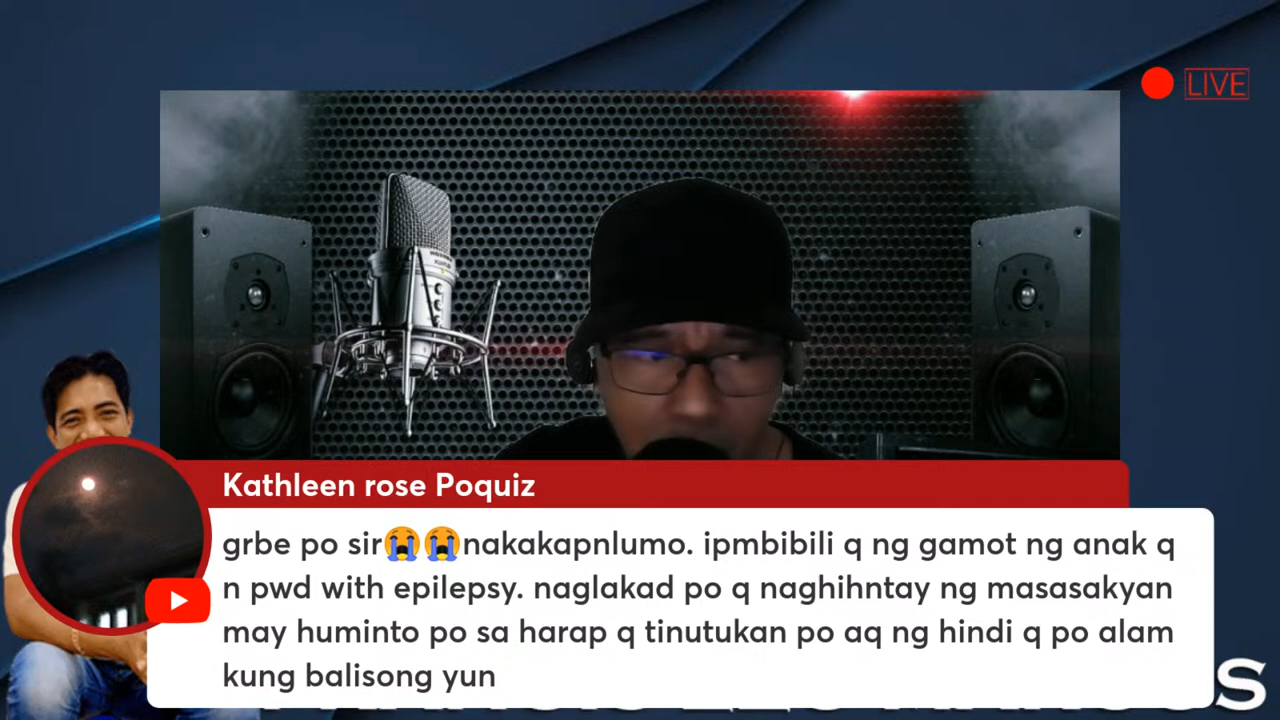 LIVE
Kathleen rose Poquiz
grbe po sir😭😭nakakapnlumo. ipmbibili q ng gamot ng anak q
n pwd with epilepsy. naglakad po q naghihntay ng masasakyan
may huminto po sa harap q tinutukan po aq ng hindi q po alam
kung balisong yun